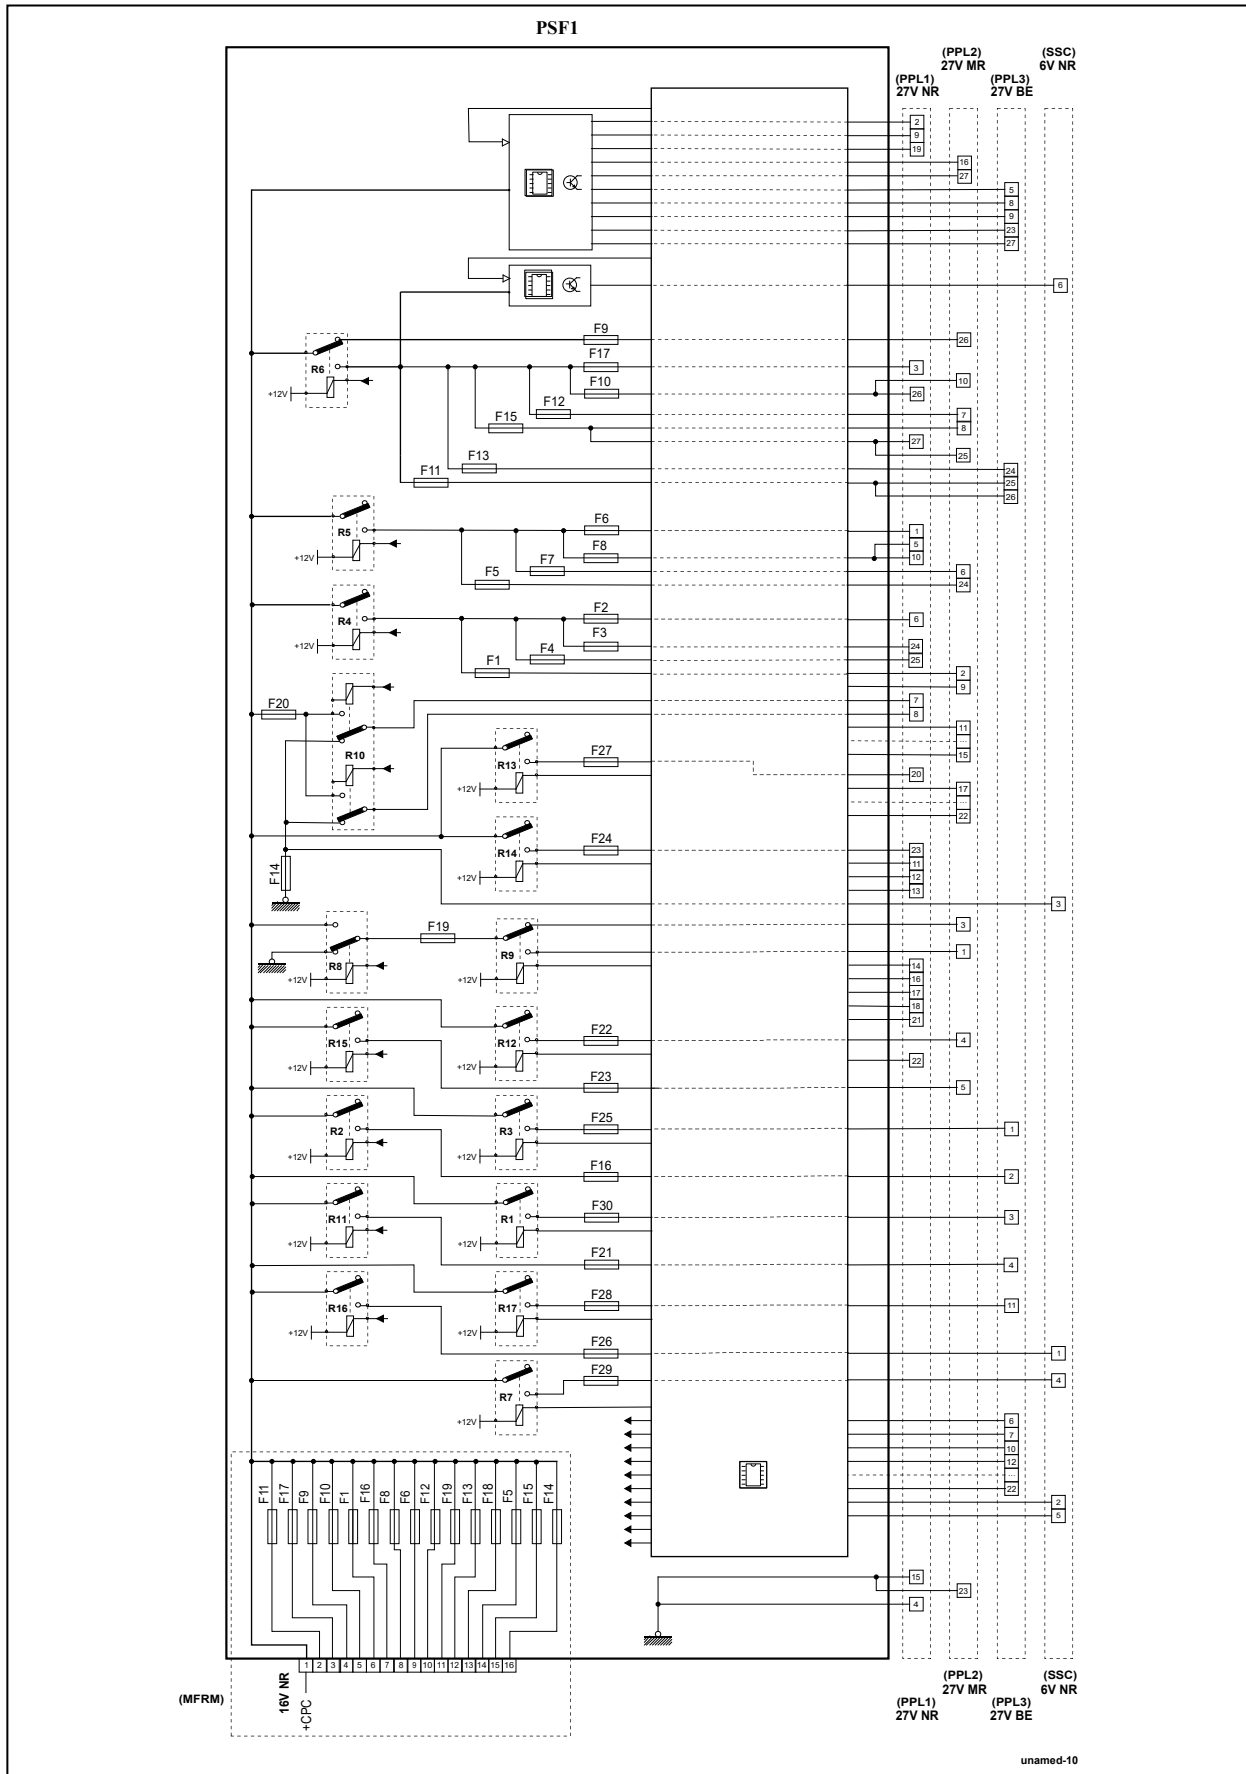 PSF1
(PPL2)
27V MR
(SSC)
6V NR
(PPL1)
27V NR
(PPL3)
27V BE
2
9
19
16
27
5
8
9
23
27
6
F9
26
R6
F17
3
+12V
F10
10
26
F12
7
F15
8
27
25
F13
24
F11
25
26
R5
F6
1
5
+12V
F8
10
F7
6
F5
24
R4
F2
6
+12V
F3
24
F4
25
F1
2
9
F20
7
8
11
...
R10
15
R13
F27
20
+12V
17
...
22
R14
F24
23
11
+12V
12
13
F14
3
F19
3
R8
R9
1
14
+12V
+12V
16
17
18
21
R15
R12
F22
4
22
+12V
+12V
F23
5
R2
R3
F25
1
+12V
+12V
F16
2
R11
R1
F30
3
+12V
+12V
F21
4
R16
R17
F28
11
+12V
+12V
F26
1
F29
4
R7
+12V
6
7
10
12
...
22
2
5
F11
F17
F9
F10
F1
F16
F8
F6
F12
F19
F13
F18
F5
F15
F14
15
23
4
1 2 3 4 5 6 7 8 9 10 11 12 13 14 15 16
16V NR
+CPC
(MFRM)
(PPL2)
27V MR
(SSC)
6V NR
(PPL1)
27V NR
(PPL3)
27V BE
unamed-10